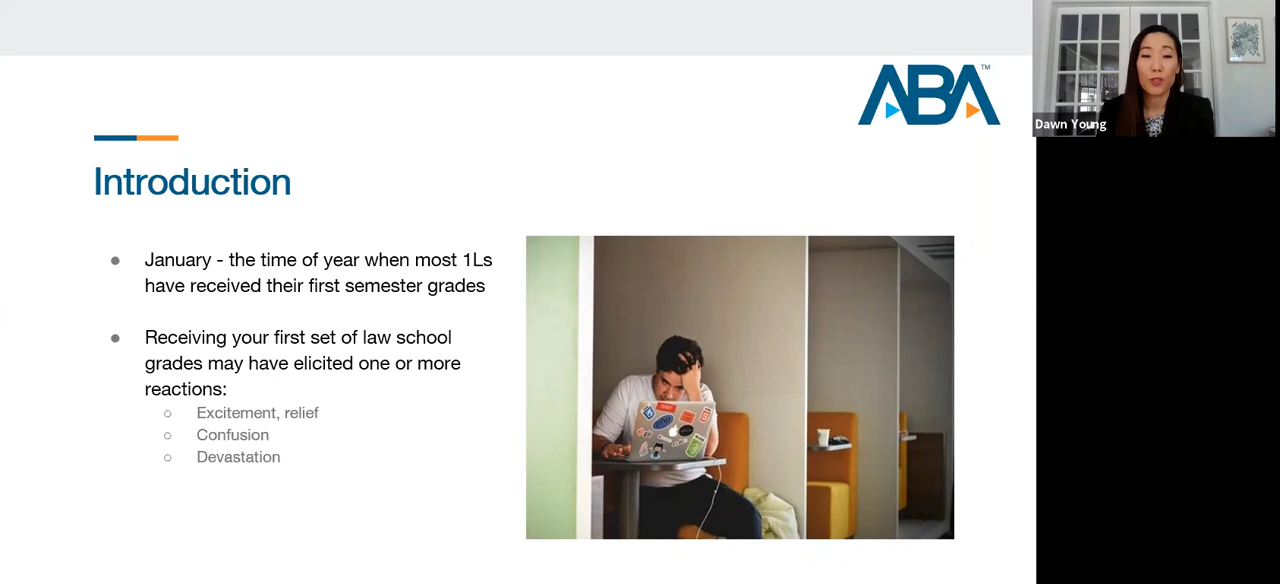 ABA™
Dawn Young
Introduction
● January - the time of year when most 1Ls
have received their first semester grades
● Receiving your first set of law school
grades may have elicited one or more
reactions:
○ Excitement, relief
○ Confusion
○ Devastation